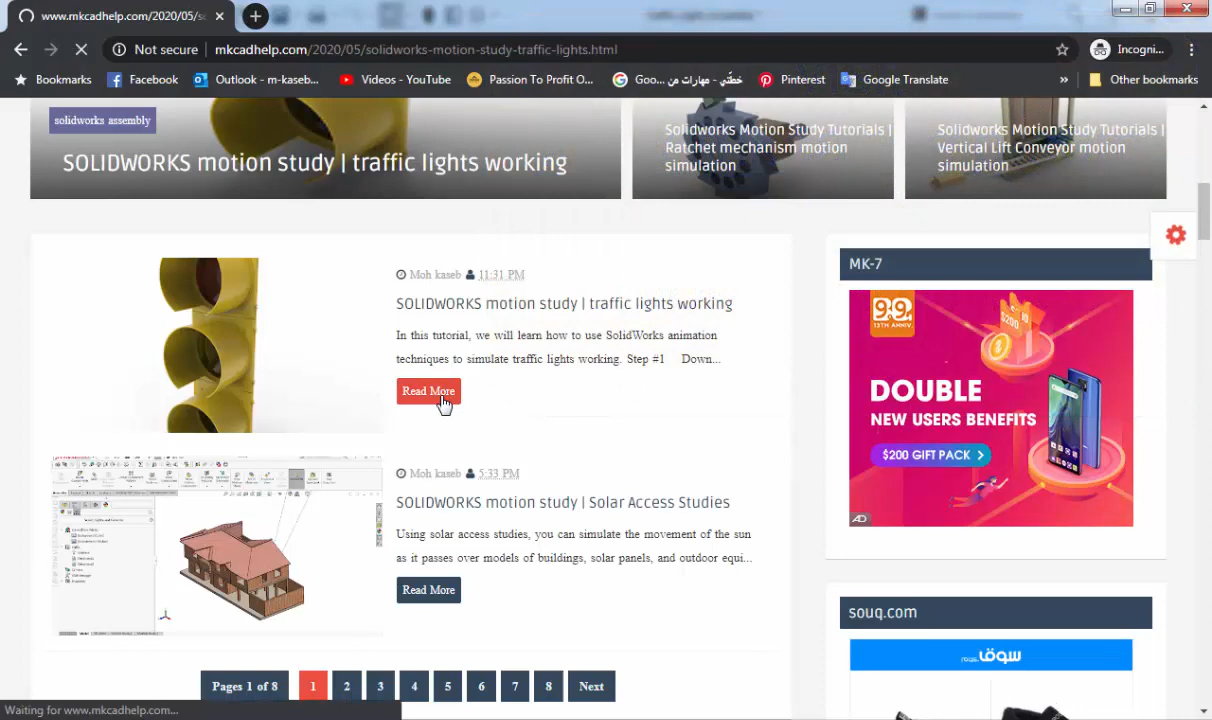 www.mkcadhelp.com/2020/05/s
Not secure
mkcadhelp.com/2020/05/solidworks-motion-study-traffic-lights.html
Incogni...
Bookmarks
Facebook
Outlook - m-kaseb...
Videos - YouTube
Passion To Profit O...
Goo... خطّتي - مهارات من
Pinterest
Google Translate
»
Other bookmarks
solidworks assembly
SOLIDWORKS motion study | traffic lights working
Solidworks Motion Study Tutorials |
Ratchet mechanism motion
simulation
Solidworks Motion Study Tutorials |
Vertical Lift Conveyor motion
simulation
Moh kaseb 11:31 PM
SOLIDWORKS motion study | traffic lights working
In this tutorial, we will learn how to use SolidWorks animation
techniques to simulate traffic lights working. Step #1 Down...
Read More
Moh kaseb 5:33 PM
SOLIDWORKS motion study | Solar Access Studies
Using solar access studies, you can simulate the movement of the sun
as it passes over models of buildings, solar panels, and outdoor equi...
Read More
Pages 1 of 8 1 2 3 4 5 6 7 8 Next
MK-7
9.9
13TH ANNIV.
$200
DOUBLE
NEW USERS BENEFITS
$200 GIFT PACK >
AD
souq.com
سوق.com
Waiting for www.mkcadhelp.com...